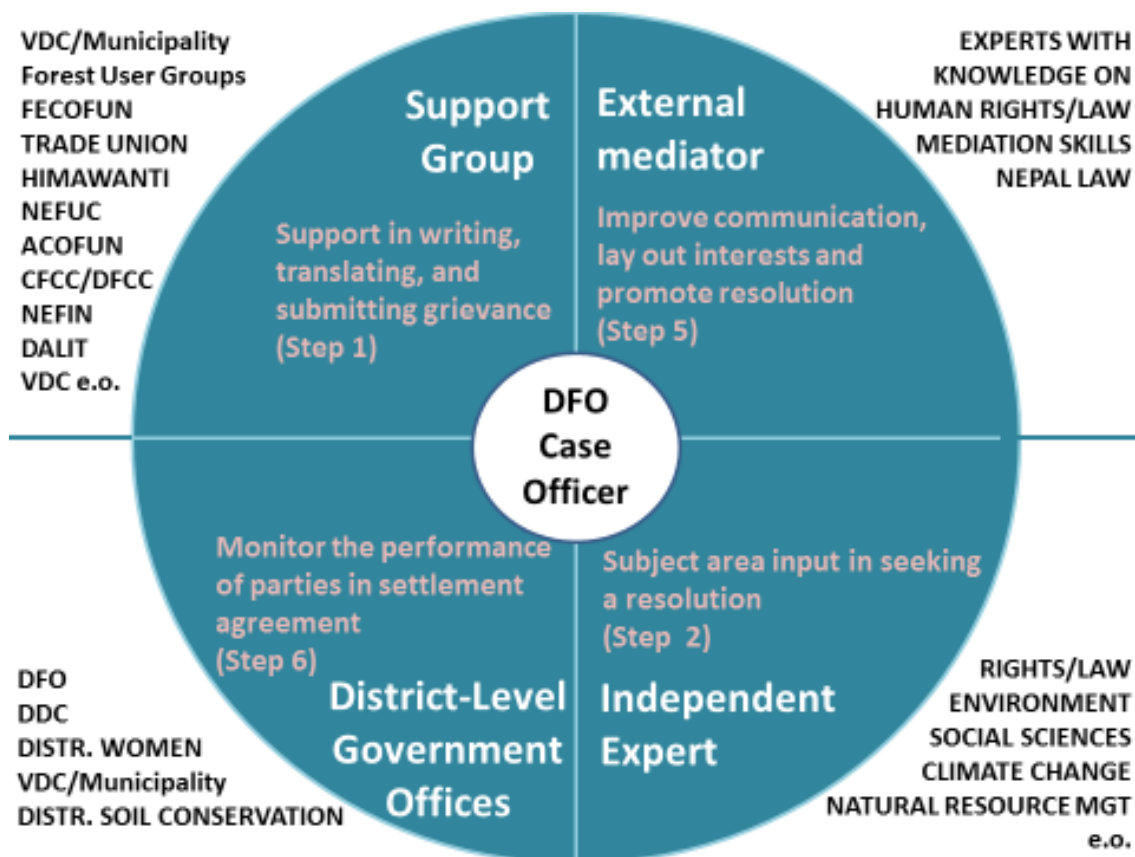 VDC/Municipality
Forest User Groups
FECOFUN
TRADE UNION
HIMAWANTI
NEFUC
ACOFUN
CFCC/DFCC
NEFIN
DALIT
VDC e.o.
Support
Group
Support in writing,
translating, and
submitting grievance
(Step 1)
External
mediator
Improve communication,
lay out interests and
promote resolution
(Step 5)
EXPERTS WITH
KNOWLEDGE ON
HUMAN RIGHTS/LAW
MEDIATION SKILLS
NEPAL LAW
DFO
Case
Officer
Monitor the performance
of parties in settlement
agreement
(Step 6)
District-Level
Government
Offices
DFO
DDC
DISTR. WOMEN
VDC/Municipality
DISTR. SOIL CONSERVATION
Subject area input in seeking
a resolution
(Step 2)
Independent
Expert
RIGHTS/LAW
ENVIRONMENT
SOCIAL SCIENCES
CLIMATE CHANGE
NATURAL RESOURCE MGT
e.o.